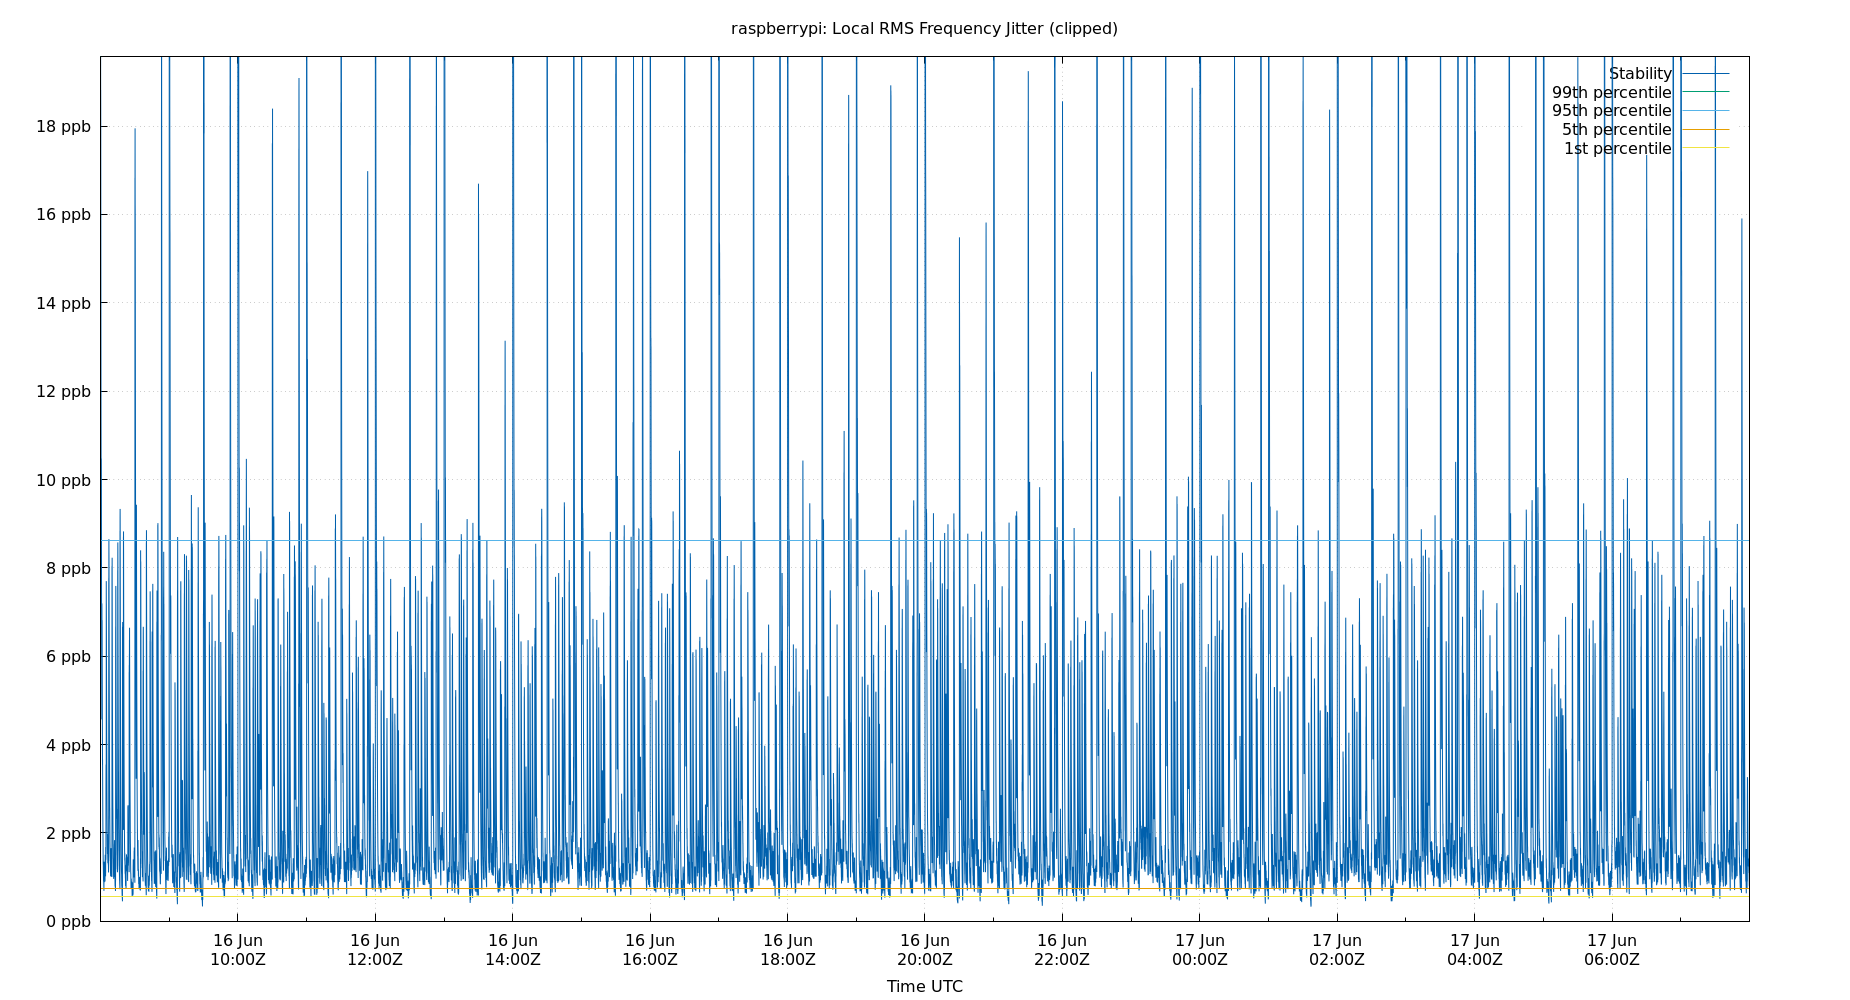 raspberrypi: Local RMS Frequency Jitter (clipped)
Stability
99th percentile
95th percentile
5th percentile
1st percentile
18 ppb
16 ppb
14 ppb
12 ppb
10 ppb
8 ppb
6 ppb
4 ppb
2 ppb
0 ppb
16 Jun 16 Jun 16 Jun 16 Jun 16 Jun 16 Jun 16 Jun 17 Jun 17 Jun 17 Jun 17 Jun
10:00Z 12:00Z 14:00Z 16:00Z 18:00Z 20:00Z 22:00Z 00:00Z 02:00Z 04:00Z 06:00Z
Time UTC